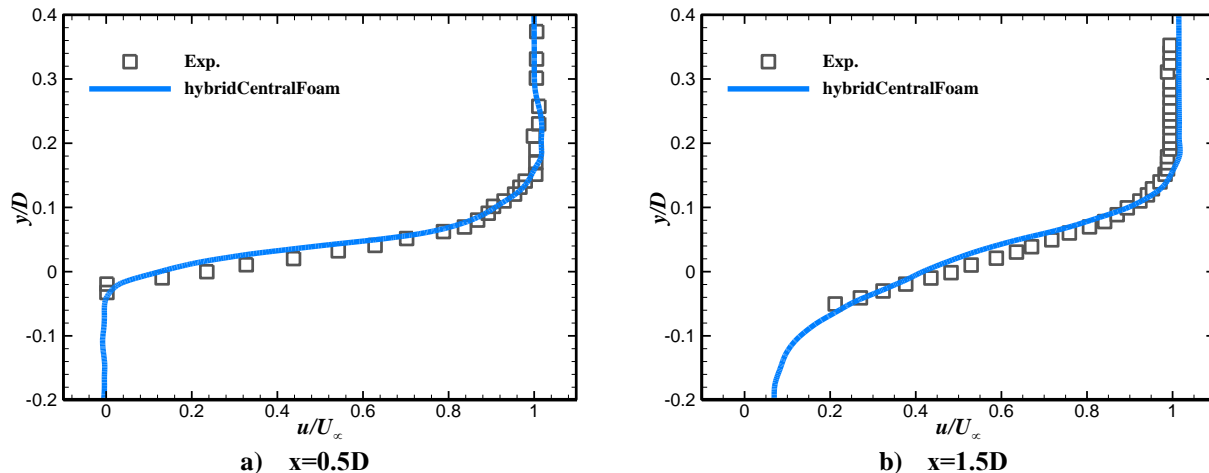 0.4
0.3
0.2
0.1
0
-0.1
-0.2
y/D
Exp.
hybridCentralFoam
0 0.2 0.4 0.6 0.8 1
u/U∞
a) x=0.5D
0.4
0.3
0.2
0.1
0
-0.1
-0.2
y/D
Exp.
hybridCentralFoam
0 0.2 0.4 0.6 0.8 1
u/U∞
b) x=1.5D